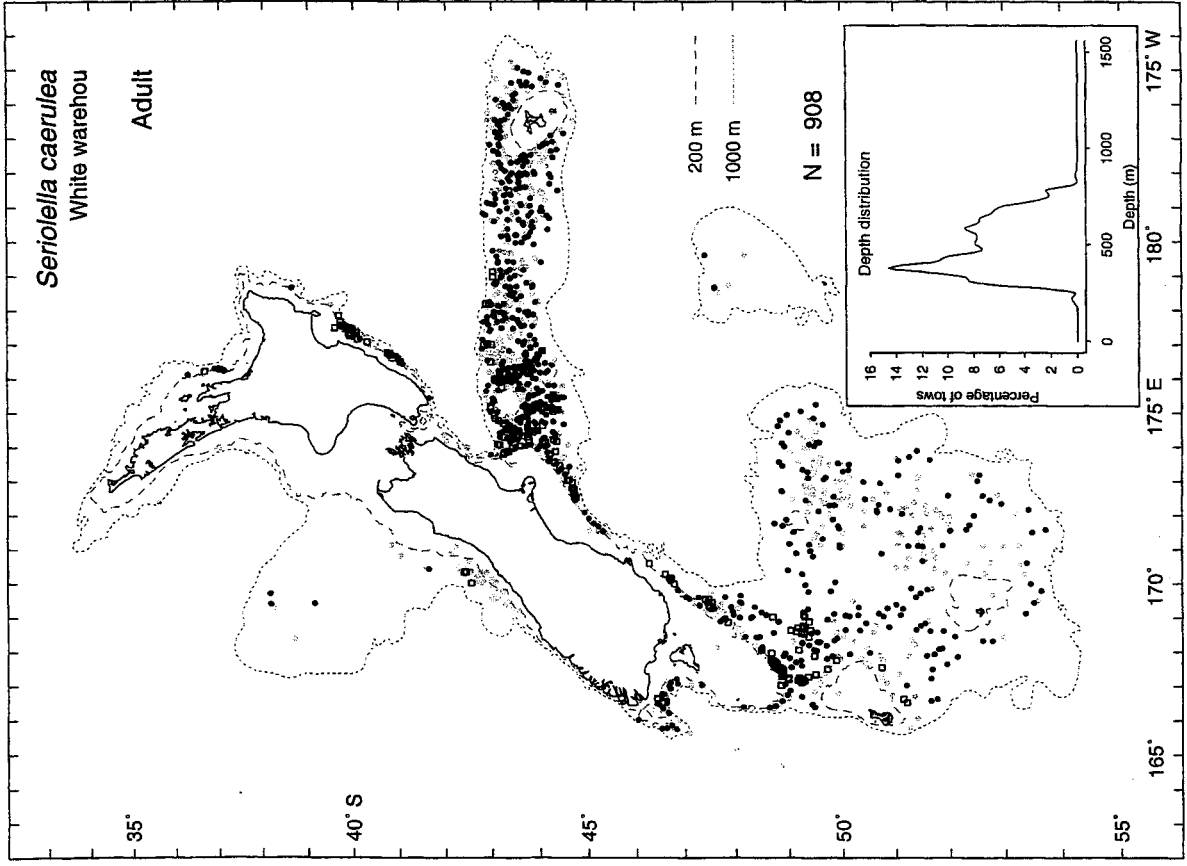 Seriolella caerulea
White warehou
Adult
200 m
1000 m
N = 908
Depth distribution
Percentage of tows
16
14
12
10
8
6
4
2
0
0
500
1000
1500
Depth (m)
35°
40° S
45°
50°
55°
165°
170°
175° E
180°
175° W